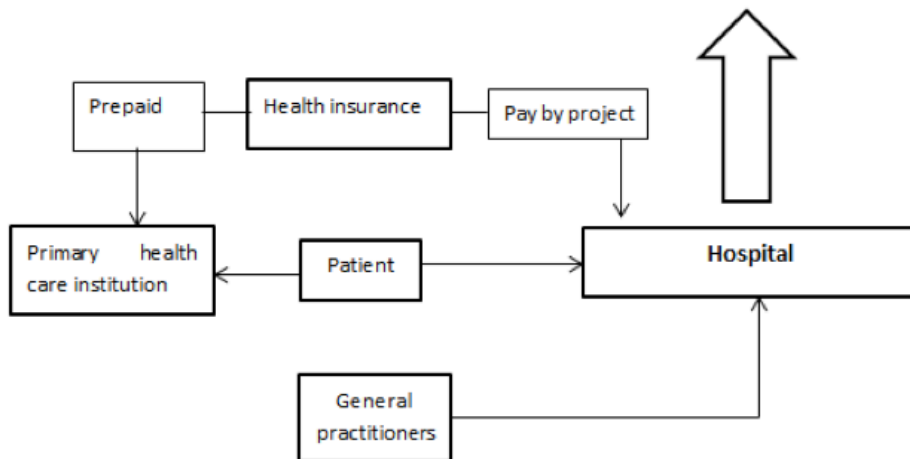 Prepaid
Health insurance
Pay by project
Primary health
care institution
Patient
Hospital
General
practitioners